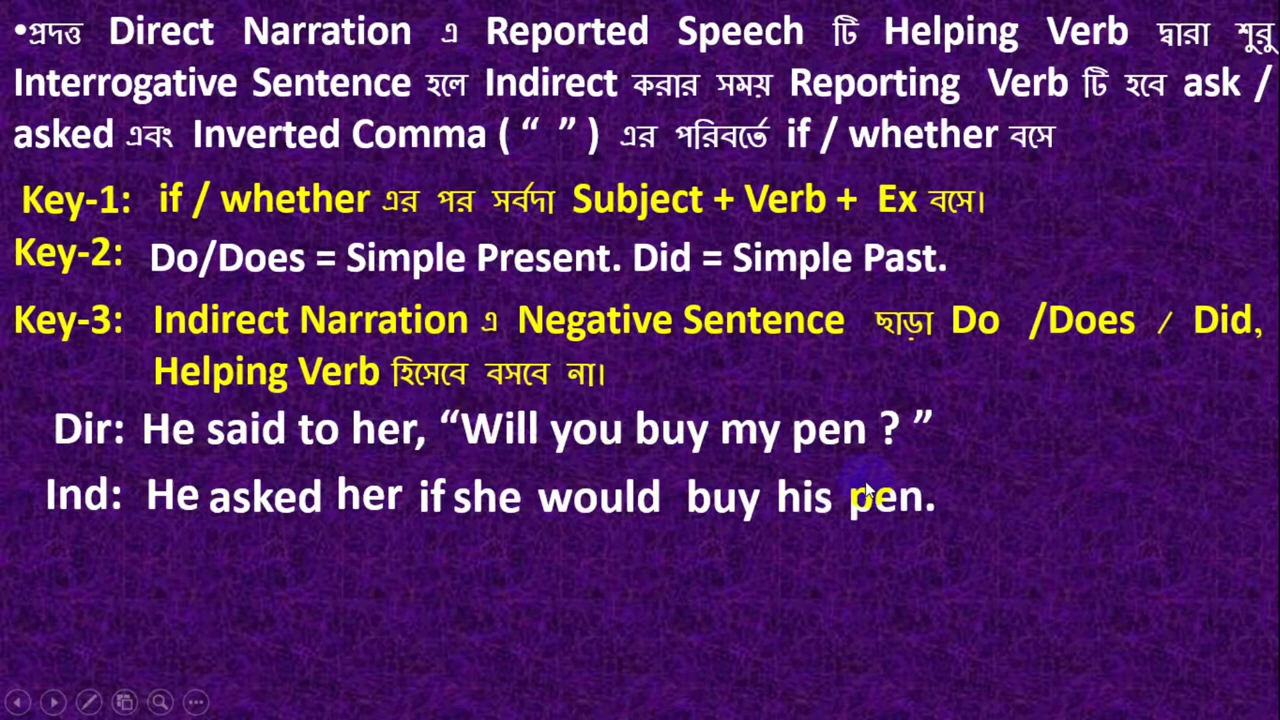 •প্রদত্ত Direct Narration এ Reported Speech টি Helping Verb দ্বারা শুরু
Interrogative Sentence হলে Indirect করার সময় Reporting Verb টি হবে ask /
asked এবং Inverted Comma ( “ ” ) এর পরিবর্তে if / whether বসে
Key-1: if / whether এর পর সর্বদা Subject + Verb + Ex বসে।
Key-2: Do/Does = Simple Present. Did = Simple Past.
Key-3: Indirect Narration এ Negative Sentence ছাড়া Do /Does / Did,
Helping Verb হিসেবে বসবে না।
Dir: He said to her, “Will you buy my pen ? ”
Ind: He asked her if she would buy his pen.